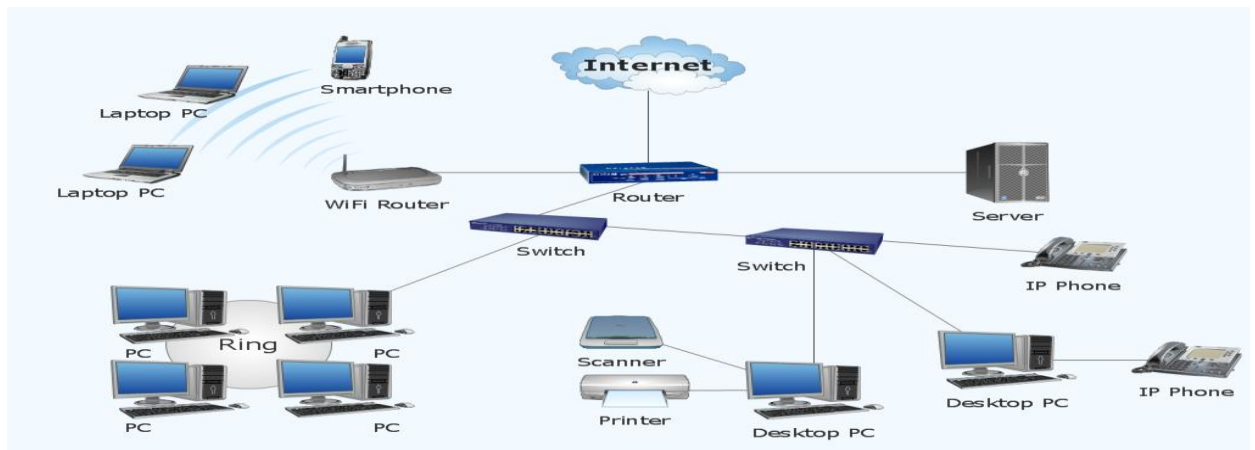 Internet
Smartphone
Laptop PC
Laptop PC
WiFi Router
Router
Server
Switch
Switch
IP Phone
PC
PC
Ring
PC
PC
Scanner
Printer
Desktop PC
Desktop PC
IP Phone